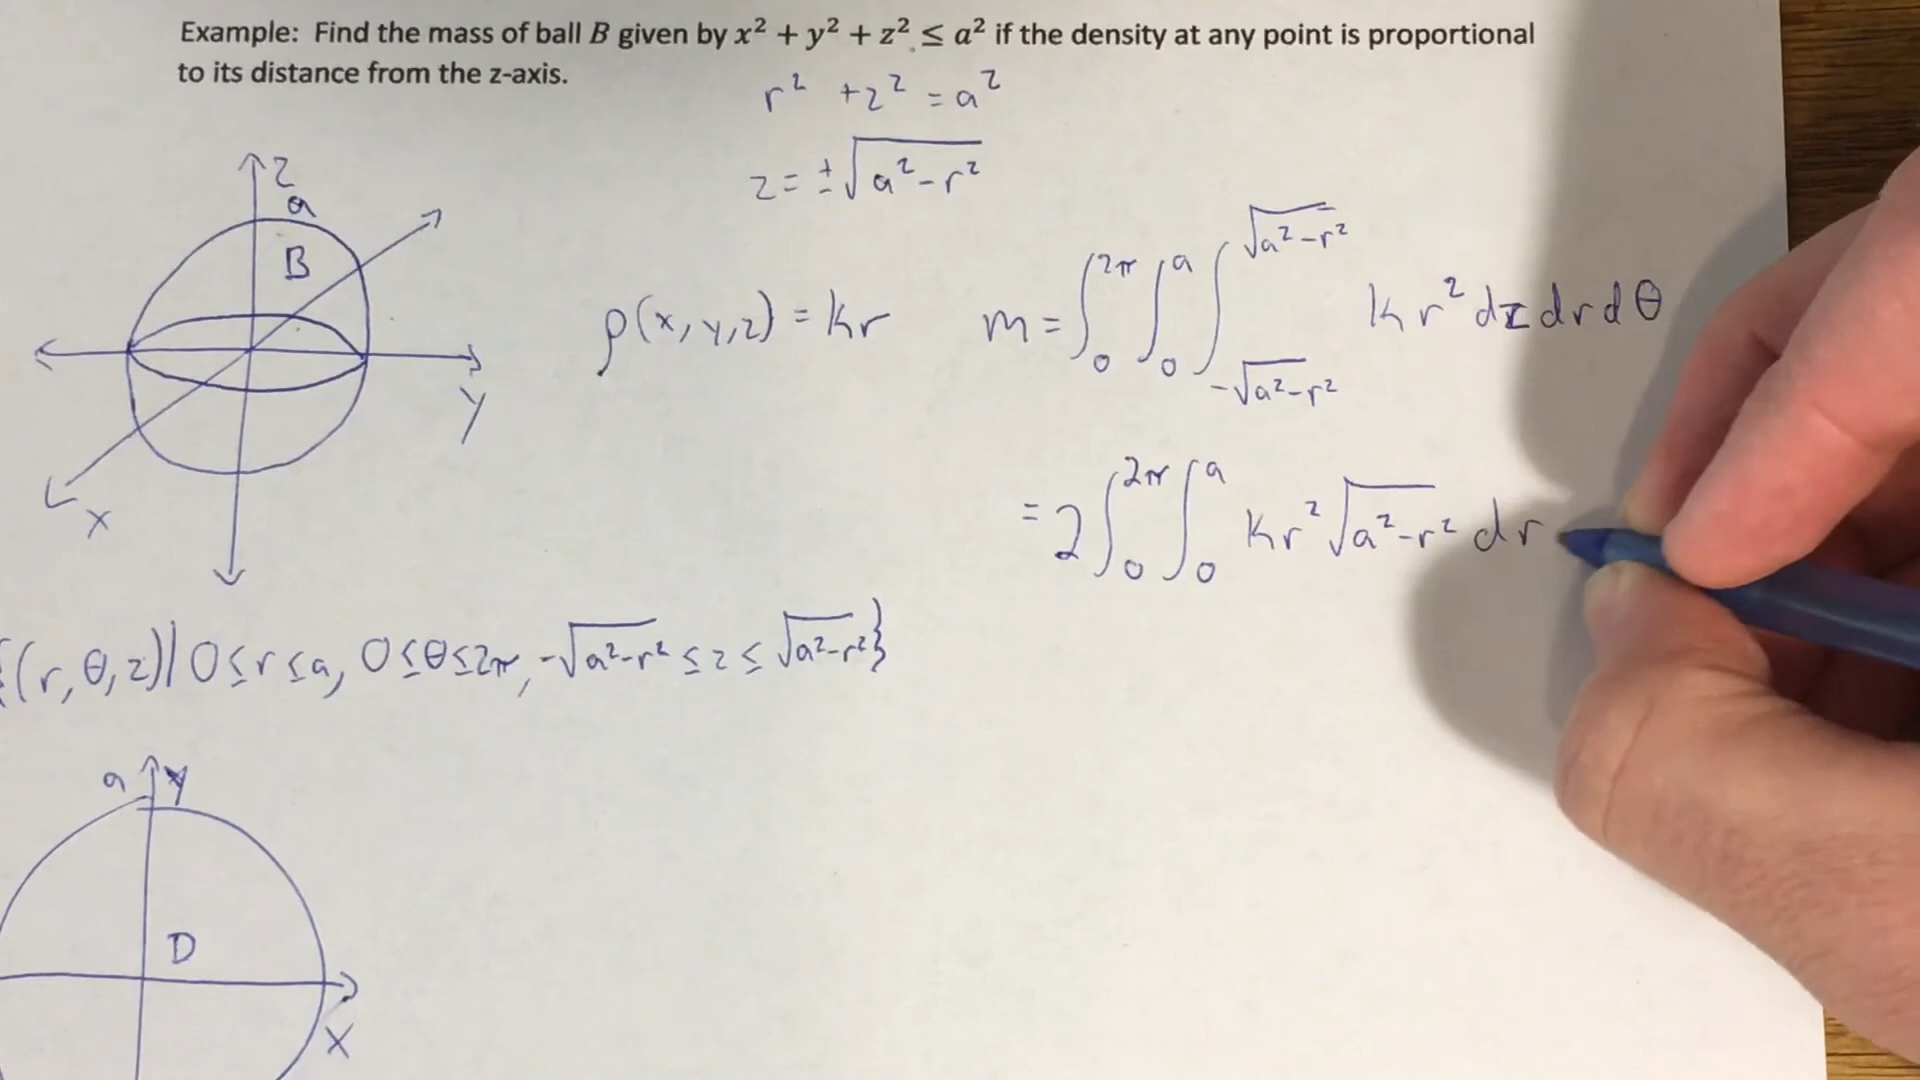 Example: Find the mass of ball B given by x² + y² + z² ≤ a² if the density at any point is proportional
to its distance from the z-axis.
r² + z² = a²
z = ±√(a² - r²)
z
a
B
y
x
ρ(x, y, z) = kr
m = ∫₀^2π ∫₀^a ∫_-√(a²-r²)^√(a²-r²) kr² dz dr dθ
= 2 ∫₀^2π ∫₀^a kr² √(a²-r²) dr
{(r, θ, z) | 0 ≤ r ≤ a, 0 ≤ θ ≤ 2π, -√(a²-r²) ≤ z ≤ √(a²-r²)}
a
y
D
x